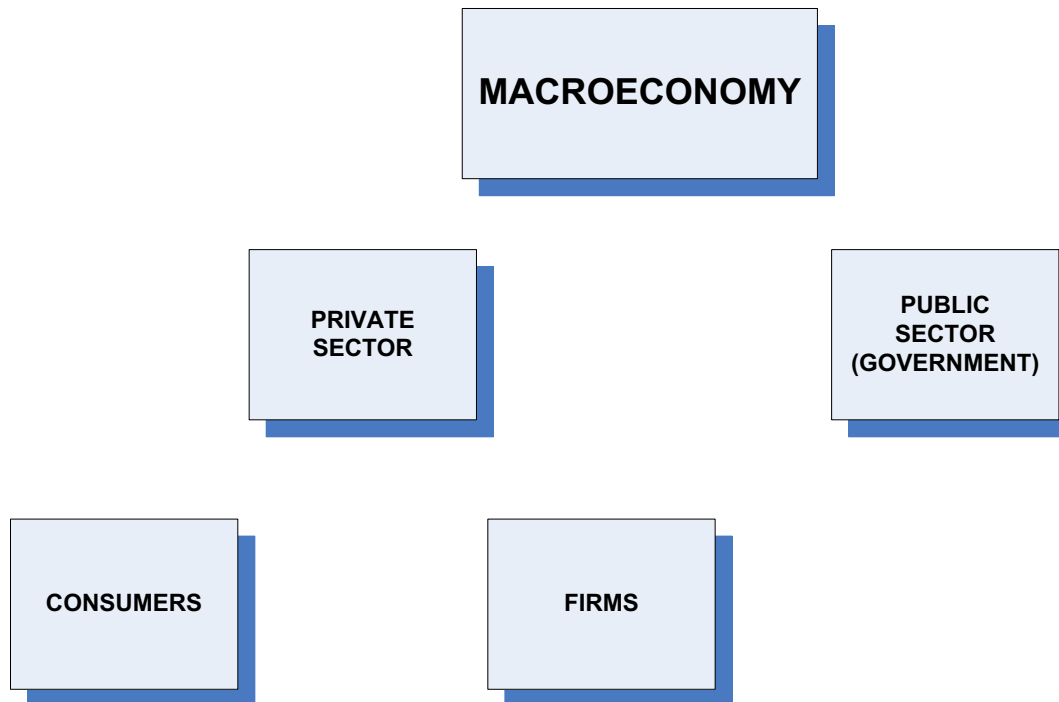 MACROECONOMY
PRIVATE
SECTOR
PUBLIC
SECTOR
(GOVERNMENT)
CONSUMERS
FIRMS